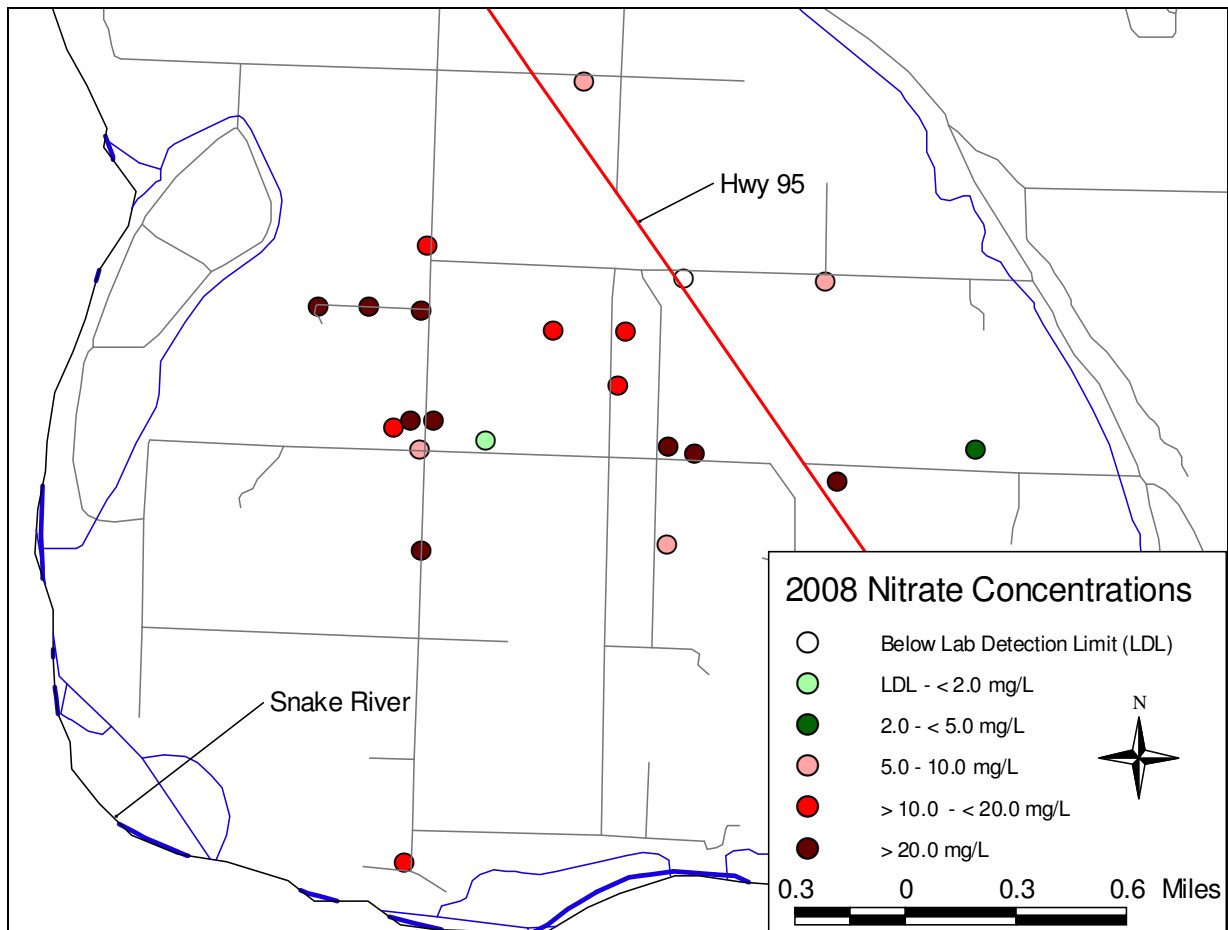 Hwy 95
Snake River
2008 Nitrate Concentrations
Below Lab Detection Limit (LDL)
LDL - < 2.0 mg/L
2.0 - < 5.0 mg/L
5.0 - 10.0 mg/L
> 10.0 - < 20.0 mg/L
> 20.0 mg/L
N
0.3 0 0.3 0.6 Miles